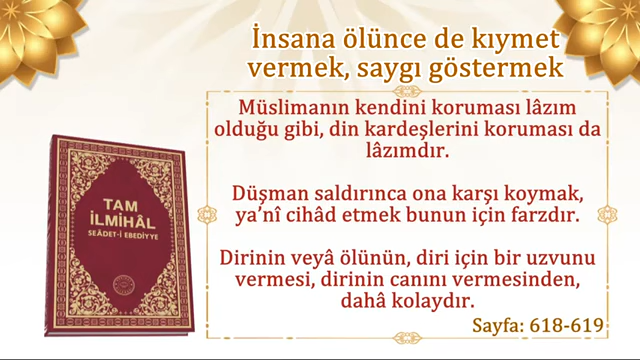 İnsana ölünce de kıymet
vermek, saygı göstermek
Müslimanın kendini koruması lâzım
olduğu gibi, din kardeşlerini koruması da
lâzımdır.
Düşman saldırınca ona karşı koymak,
ya’nî cihâd etmek bunun için farzdır.
Dirinin veyâ ölünün, diri için bir uzvunu
vermesi, dirinin canını vermesinden,
dahâ kolaydır.
Sayfa: 618-619
TAM
İLMİHÂL
SEÂDET-İ EBEDİYYE